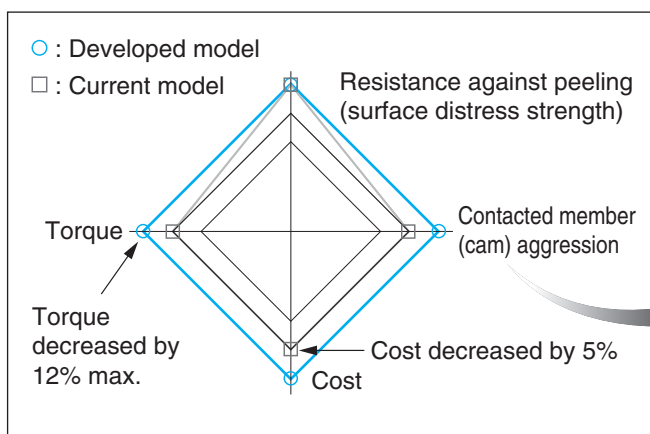 : Developed model
: Current model
Resistance against peeling
(surface distress strength)
Torque
Contacted member
(cam) aggression
Torque
decreased by
12% max.
Cost decreased by 5%
Cost